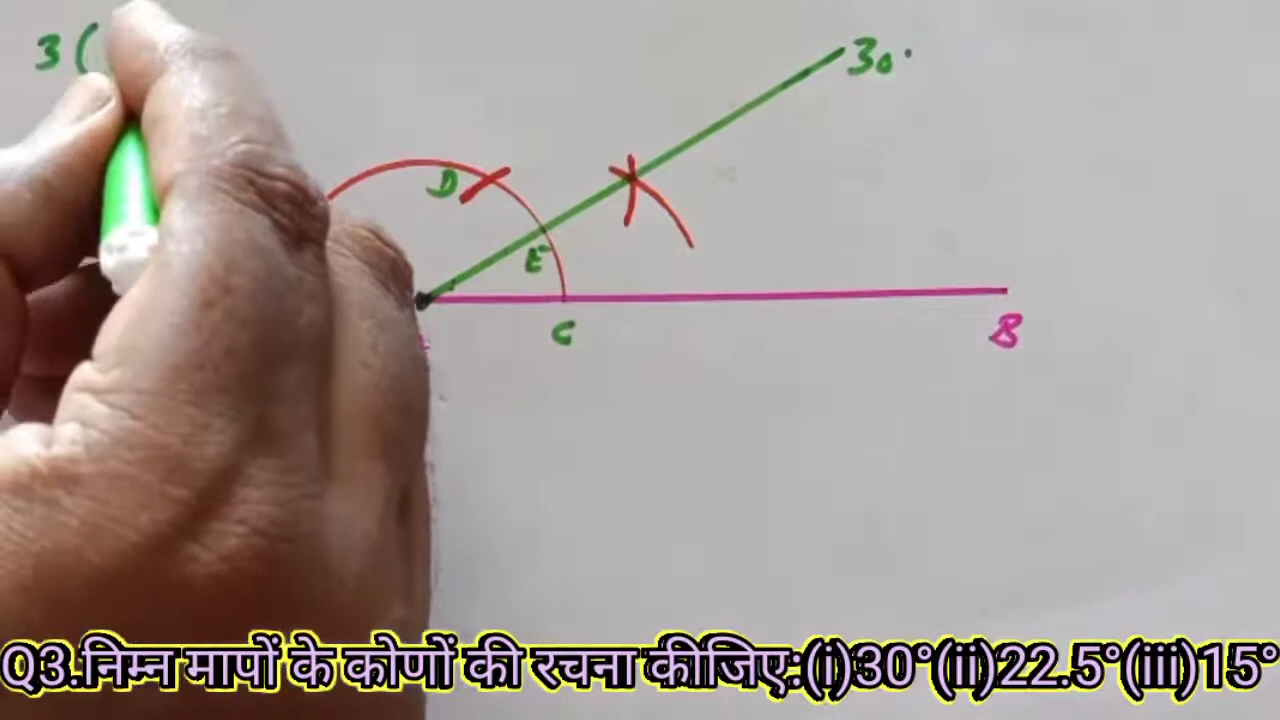 3 (
30°
D
E
C
B
Q3.निम्न मापों के कोणों की रचना कीजिए:(i)30°(ii)22.5°(iii)15°